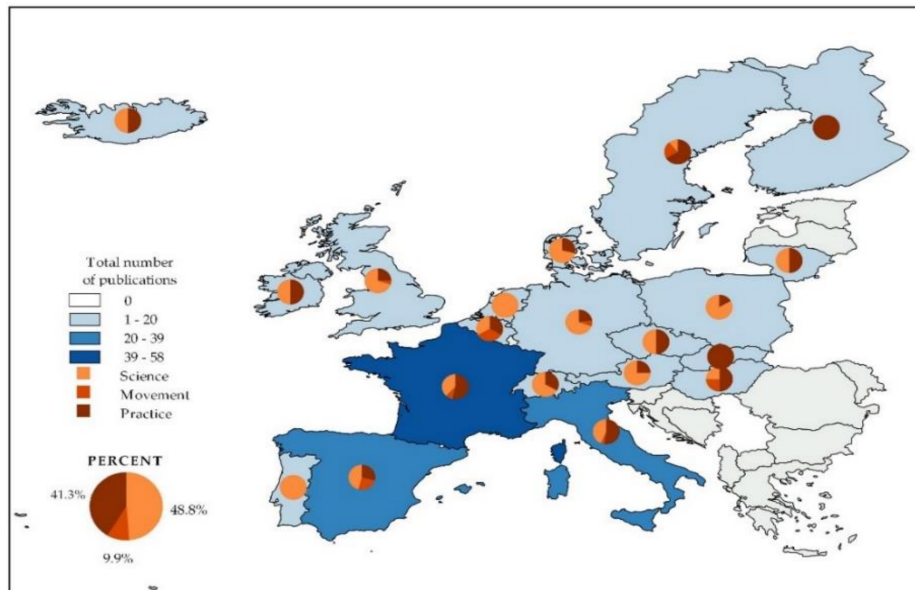 Total number
of publications
0
1 - 20
20 - 39
39 - 58
Science
Movement
Practice
PERCENT
41.3%
48.8%
9.9%